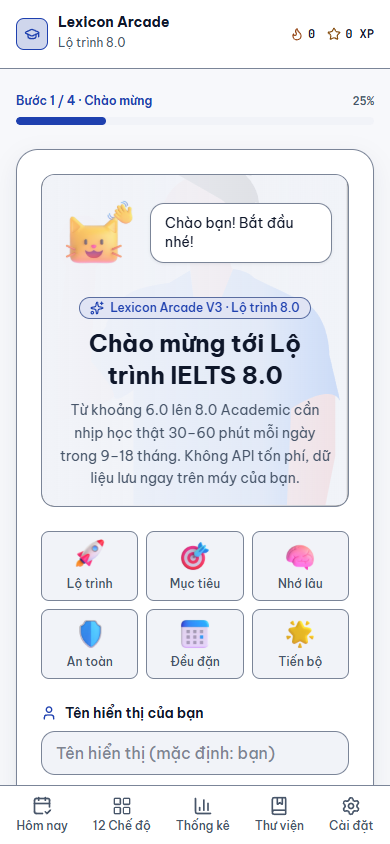 Lexicon Arcade
Lộ trình 8.0
0
0 XP
Bước 1 / 4 · Chào mừng
25%
Chào bạn! Bắt đầu
nhé!
Lexicon Arcade V3 · Lộ trình 8.0
Chào mừng tới Lộ
trình IELTS 8.0
Từ khoảng 6.0 lên 8.0 Academic cần
nhịp học thật 30–60 phút mỗi ngày
trong 9–18 tháng. Không API tốn phí, dữ
liệu lưu ngay trên máy của bạn.
Lộ trình
Mục tiêu
Nhớ lâu
An toàn
Đều đặn
Tiến bộ
Tên hiển thị của bạn
Tên hiển thị (mặc định: bạn)
Hôm nay
12 Chế độ
Thống kê
Thư viện
Cài đặt